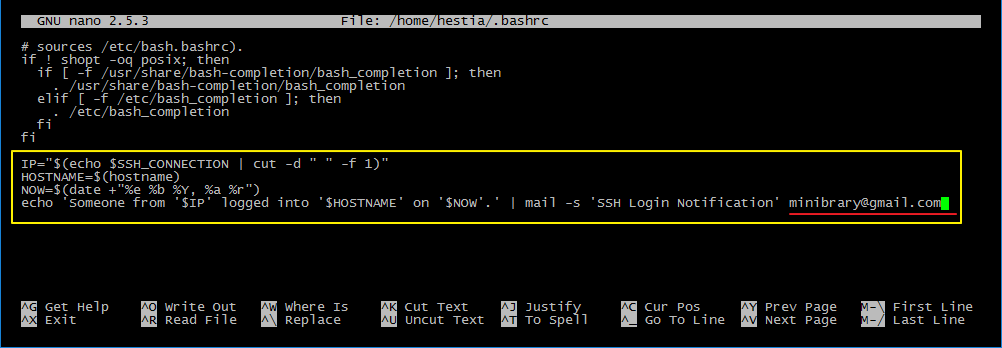 GNU nano 2.5.3 File: /home/hestia/.bashrc
# sources /etc/bash.bashrc).
if ! shopt -oq posix; then
  if [ -f /usr/share/bash-completion/bash_completion ]; then
    . /usr/share/bash-completion/bash_completion
  elif [ -f /etc/bash_completion ]; then
    . /etc/bash_completion
  fi
fi
IP="$(echo $SSH_CONNECTION | cut -d " " -f 1)"
HOSTNAME=$(hostname)
NOW=$(date +"%e %b %Y, %a %r")
echo 'Someone from '$IP' logged into '$HOSTNAME' on '$NOW'.' | mail -s 'SSH Login Notification' minibrary@gmail.com
^G Get Help ^O Write Out ^W Where Is ^K Cut Text ^J Justify ^C Cur Pos ^Y Prev Page M-\ First Line
^X Exit ^R Read File ^\ Replace ^U Uncut Text ^T To Spell ^_ Go To Line ^V Next Page M-/ Last Line